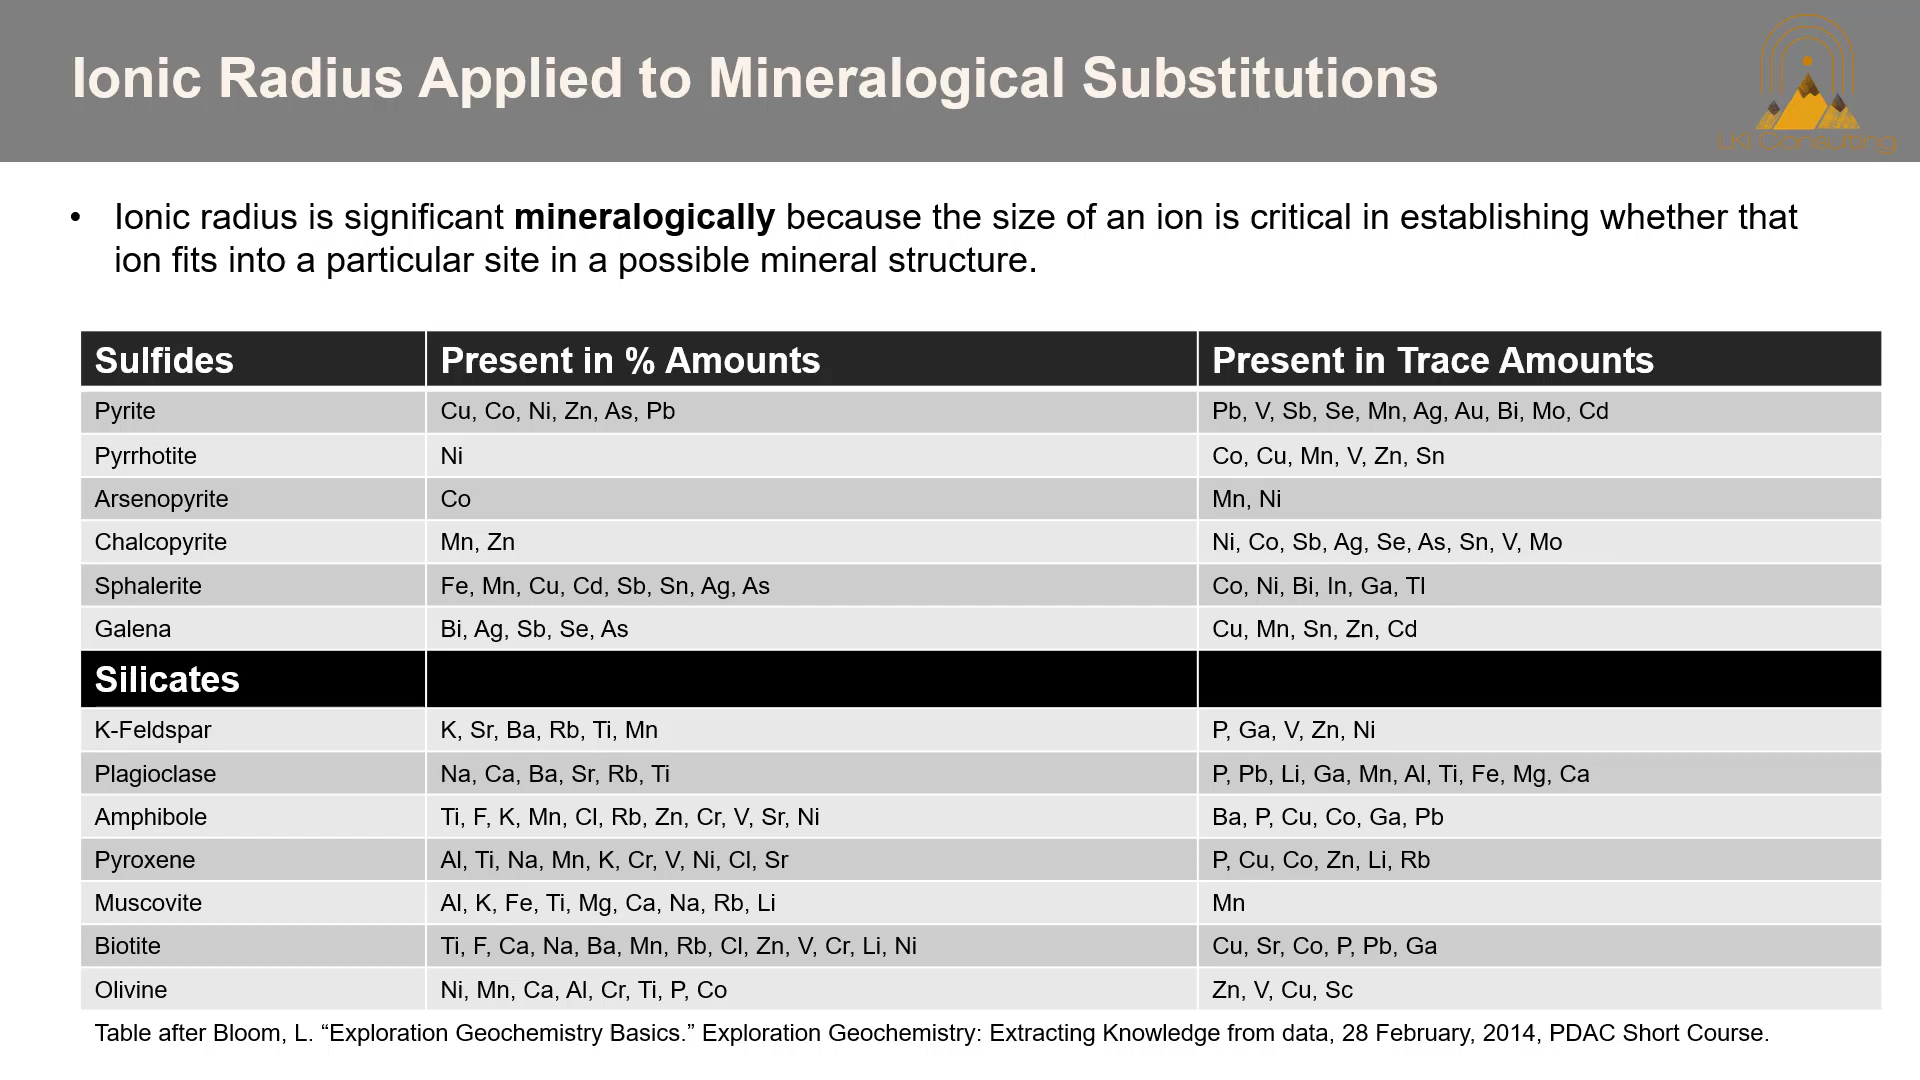 Ionic Radius Applied to Mineralogical Substitutions
LKI Consulting
• Ionic radius is significant mineralogically because the size of an ion is critical in establishing whether that
ion fits into a particular site in a possible mineral structure.
Sulfides Present in % Amounts Present in Trace Amounts
Pyrite Cu, Co, Ni, Zn, As, Pb Pb, V, Sb, Se, Mn, Ag, Au, Bi, Mo, Cd
Pyrrhotite Ni Co, Cu, Mn, V, Zn, Sn
Arsenopyrite Co Mn, Ni
Chalcopyrite Mn, Zn Ni, Co, Sb, Ag, Se, As, Sn, V, Mo
Sphalerite Fe, Mn, Cu, Cd, Sb, Sn, Ag, As Co, Ni, Bi, In, Ga, Tl
Galena Bi, Ag, Sb, Se, As Cu, Mn, Sn, Zn, Cd
Silicates
K-Feldspar K, Sr, Ba, Rb, Ti, Mn P, Ga, V, Zn, Ni
Plagioclase Na, Ca, Ba, Sr, Rb, Ti P, Pb, Li, Ga, Mn, Al, Ti, Fe, Mg, Ca
Amphibole Ti, F, K, Mn, Cl, Rb, Zn, Cr, V, Sr, Ni Ba, P, Cu, Co, Ga, Pb
Pyroxene Al, Ti, Na, Mn, K, Cr, V, Ni, Cl, Sr P, Cu, Co, Zn, Li, Rb
Muscovite Al, K, Fe, Ti, Mg, Ca, Na, Rb, Li Mn
Biotite Ti, F, Ca, Na, Ba, Mn, Rb, Cl, Zn, V, Cr, Li, Ni Cu, Sr, Co, P, Pb, Ga
Olivine Ni, Mn, Ca, Al, Cr, Ti, P, Co Zn, V, Cu, Sc
Table after Bloom, L. “Exploration Geochemistry Basics.” Exploration Geochemistry: Extracting Knowledge from data, 28 February, 2014, PDAC Short Course.